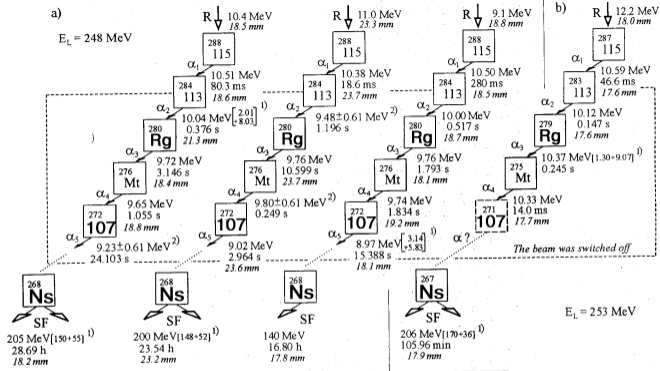 a)
E_L = 248 MeV
R
10.4 MeV
18.5 mm
288
115
α₁
10.51 MeV
80.3 ms
18.6 mm
284
113
α₂
10.04 MeV[2.01+8.03] 1)
0.376 s
21.3 mm
280
Rg
α₃
9.72 MeV
3.146 s
18.4 mm
276
Mt
α₄
9.65 MeV
1.055 s
18.8 mm
272
107
α₅
9.23±0.61 MeV 2)
24.103 s
268
Ns
SF
205 MeV[150+55] 1)
28.69 h
18.2 mm
R
11.0 MeV
23.3 mm
288
115
α₁
10.38 MeV
18.6 ms
23.7 mm
284
113
α₂
9.48±0.61 MeV 2)
1.196 s
280
Rg
α₃
9.76 MeV
10.599 s
23.7 mm
276
Mt
α₄
9.80±0.61 MeV 2)
0.249 s
272
107
α₅
9.02 MeV
2.964 s
23.6 mm
268
Ns
SF
200 MeV[148+52] 1)
23.54 h
23.2 mm
R
9.1 MeV
18.8 mm
288
115
α₁
10.50 MeV
280 ms
18.5 mm
284
113
α₂
10.00 MeV
0.517 s
18.7 mm
280
Rg
α₃
9.76 MeV
1.793 s
18.1 mm
276
Mt
α₄
9.74 MeV
1.834 s
19.2 mm
272
107
α₅
8.97 MeV[3.14+5.83] 1)
15.388 s
18.1 mm
268
Ns
SF
140 MeV
16.80 h
17.8 mm
b)
R
12.2 MeV
18.0 mm
287
115
α₁
10.59 MeV
46.6 ms
17.6 mm
283
113
α₂
10.12 MeV
0.147 s
17.6 mm
279
Rg
α₃
10.37 MeV[1.30+9.07] 1)
0.245 s
275
Mt
α₄
10.33 MeV
14.0 ms
17.7 mm
271
107
α?
The beam was switched off
267
Ns
SF
206 MeV[170+36] 1)
105.96 min
17.9 mm
E_L = 253 MeV